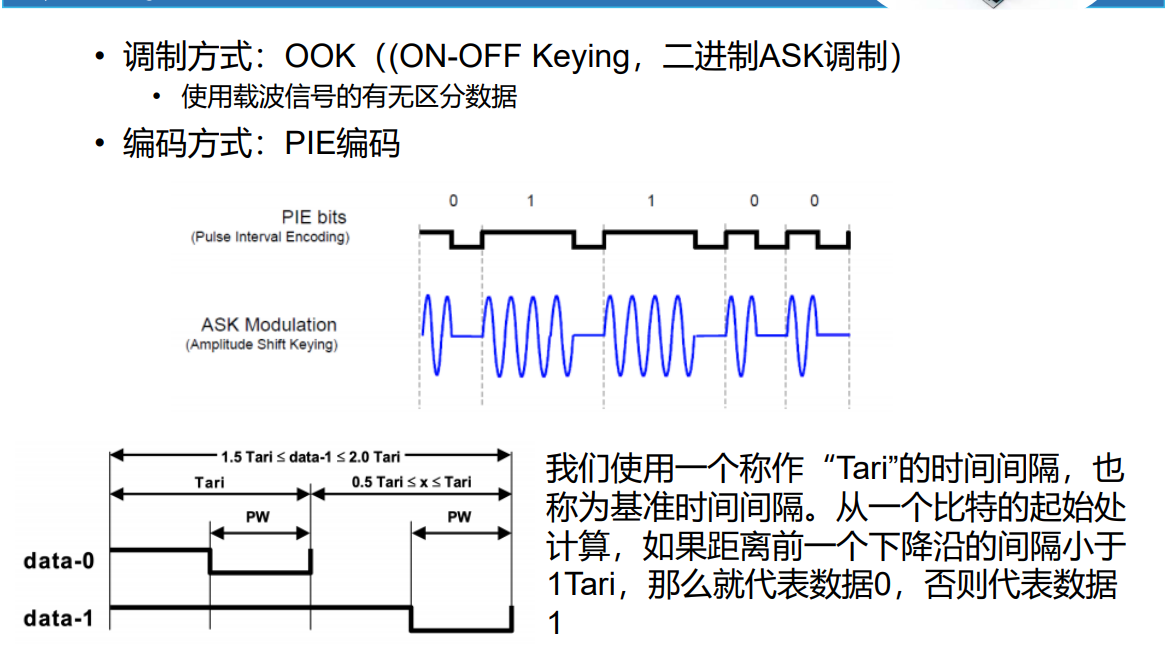 • 调制方式：OOK（(ON-OFF Keying，二进制ASK调制）
• 使用载波信号的有无区分数据
• 编码方式：PIE编码
0 1 1 0 0
PIE bits
(Pulse Interval Encoding)
ASK Modulation
(Amplitude Shift Keying)
1.5 Tari ≤ data-1 ≤ 2.0 Tari
Tari 0.5 Tari ≤ x ≤ Tari
PW PW
data-0
data-1
我们使用一个称作“Tari”的时间间隔，也
称为基准时间间隔。从一个比特的起始处
计算，如果距离前一个下降沿的间隔小于
1Tari，那么就代表数据0，否则代表数据
1